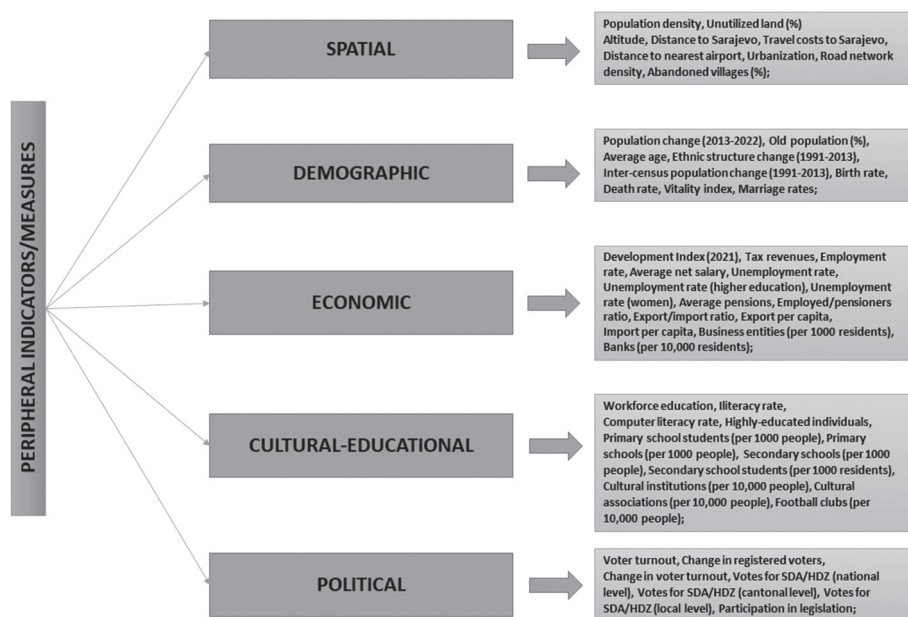 PERIPHERAL INDICATORS/MEASURES
SPATIAL
Population density, Unutilized land (%)
Altitude, Distance to Sarajevo, Travel costs to Sarajevo,
Distance to nearest airport, Urbanization, Road network
density, Abandoned villages (%);
DEMOGRAPHIC
Population change (2013-2022), Old population (%),
Average age, Ethnic structure change (1991-2013),
Inter-census population change (1991-2013), Birth rate,
Death rate, Vitality index, Marriage rates;
ECONOMIC
Development Index (2021), Tax revenues, Employment
rate, Average net salary, Unemployment rate,
Unemployment rate (higher education), Unemployment
rate (women), Average pensions, Employed/pensioners
ratio, Export/import ratio, Export per capita,
Import per capita, Business entities (per 1000 residents),
Banks (per 10,000 residents);
CULTURAL-EDUCATIONAL
Workforce education, Iliteracy rate,
Computer literacy rate, Highly-educated individuals,
Primary school students (per 1000 people), Primary
schools (per 1000 people), Secondary schools (per 1000
people), Secondary school students (per 1000 residents),
Cultural institutions (per 10,000 people), Cultural
associations (per 10,000 people), Football clubs (per
10,000 people);
POLITICAL
Voter turnout, Change in registered voters,
Change in voter turnout, Votes for SDA/HDZ (national
level), Votes for SDA/HDZ (cantonal level), Votes for
SDA/HDZ (local level), Participation in legislation;